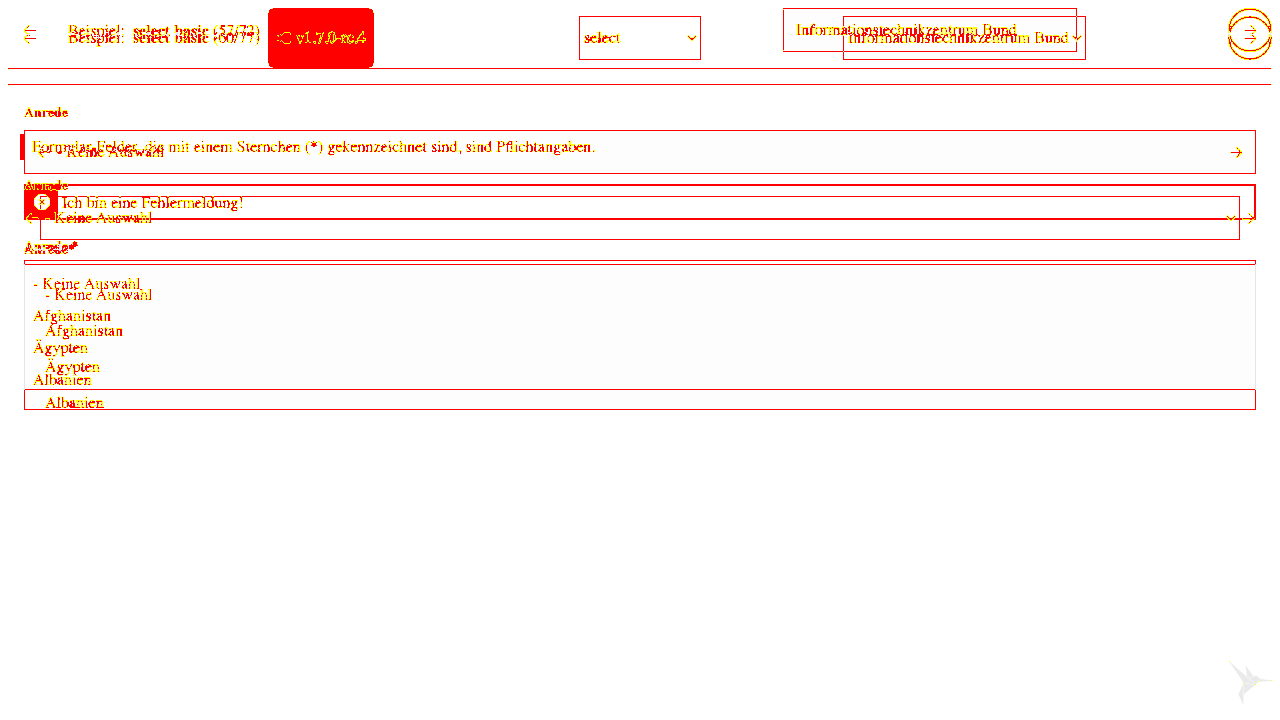 Beispiel: select basic (57/72)
Beispiel: select basic (60/77)
v1.7.0-rc.4
select
Informationstechnikzentrum Bund
Informationstechnikzentrum Bund
Anrede
Formular-Felder, die mit einem Sternchen (*) gekennzeichnet sind, sind Pflichtangaben.
- Keine Auswahl
Anrede
Ich bin eine Fehlermeldung!
- Keine Auswahl
Anrede*
Anrede
- Keine Auswahl
- Keine Auswahl
Afghanistan
Afghanistan
Ägypten
Ägypten
Albanien
Albanien